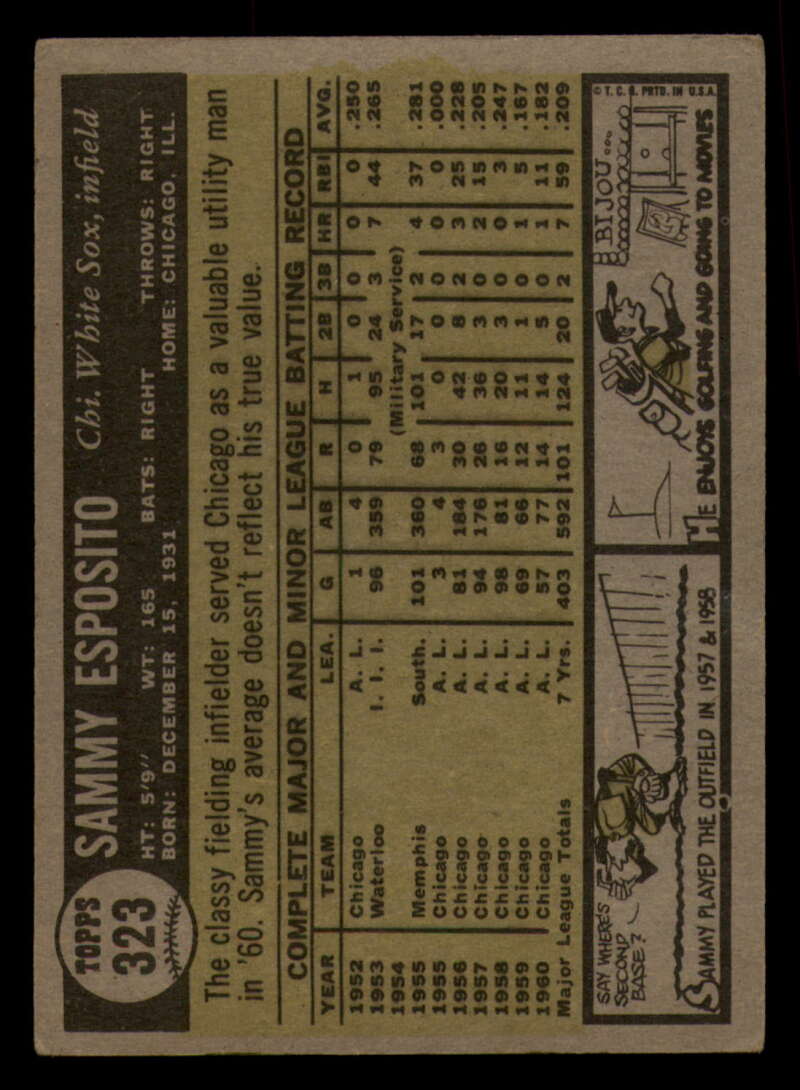 TOPPS
323
SAMMY ESPOSITO Chi. White Sox, infield
HT: 5'9" WT: 165 BATS: RIGHT THROWS: RIGHT
BORN: DECEMBER 15, 1931 HOME: CHICAGO, ILL.
The classy fielding infielder served Chicago as a valuable utility man
in '60. Sammy's average doesn't reflect his true value.
COMPLETE MAJOR AND MINOR LEAGUE BATTING RECORD
YEAR TEAM LEA. G AB R H 2B 3B HR RBI AVG.
1952 Chicago A. L. 1 4 0 1 0 0 0 0 .250
1953 Waterloo I. I. I. 96 359 79 95 24 3 7 44 .265
1954 (Military Service)
1955 Memphis South. 101 360 68 101 17 2 4 37 .281
1955 Chicago A. L. 3 4 3 0 0 0 0 0 .000
1956 Chicago A. L. 81 184 30 42 8 2 3 25 .228
1957 Chicago A. L. 94 176 26 36 3 0 2 15 .205
1958 Chicago A. L. 98 81 16 20 3 0 0 3 .247
1959 Chicago A. L. 69 66 12 11 1 0 1 5 .167
1960 Chicago A. L. 57 77 14 14 5 0 1 11 .182
Major League Totals 7 Yrs. 403 592 101 124 20 2 7 59 .209
SAY WHERE'S
SECOND
BASE?
SAMMY PLAYED THE OUTFIELD IN 1957 & 1958
© T. C. G. PRTD. IN U.S.A.
BIJOU...
HE ENJOYS GOLFING AND GOING TO MOVIES